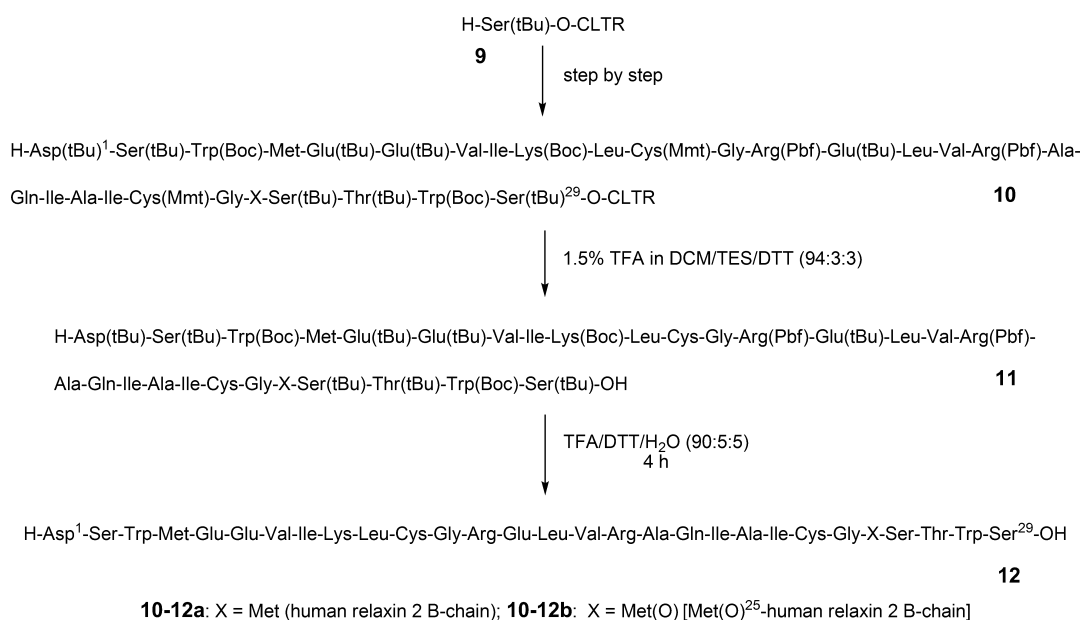 H-Ser(tBu)-O-CLTR
9
step by step
H-Asp(tBu)¹-Ser(tBu)-Trp(Boc)-Met-Glu(tBu)-Glu(tBu)-Val-Ile-Lys(Boc)-Leu-Cys(Mmt)-Gly-Arg(Pbf)-Glu(tBu)-Leu-Val-Arg(Pbf)-Ala-
Gln-Ile-Ala-Ile-Cys(Mmt)-Gly-X-Ser(tBu)-Thr(tBu)-Trp(Boc)-Ser(tBu)²⁹-O-CLTR
10
1.5% TFA in DCM/TES/DTT (94:3:3)
H-Asp(tBu)-Ser(tBu)-Trp(Boc)-Met-Glu(tBu)-Glu(tBu)-Val-Ile-Lys(Boc)-Leu-Cys-Gly-Arg(Pbf)-Glu(tBu)-Leu-Val-Arg(Pbf)-
Ala-Gln-Ile-Ala-Ile-Cys-Gly-X-Ser(tBu)-Thr(tBu)-Trp(Boc)-Ser(tBu)-OH
11
TFA/DTT/H₂O (90:5:5)
4 h
H-Asp¹-Ser-Trp-Met-Glu-Glu-Val-Ile-Lys-Leu-Cys-Gly-Arg-Glu-Leu-Val-Arg-Ala-Gln-Ile-Ala-Ile-Cys-Gly-X-Ser-Thr-Trp-Ser²⁹-OH
12
10-12a: X = Met (human relaxin 2 B-chain); 10-12b: X = Met(O) [Met(O)²⁵-human relaxin 2 B-chain]